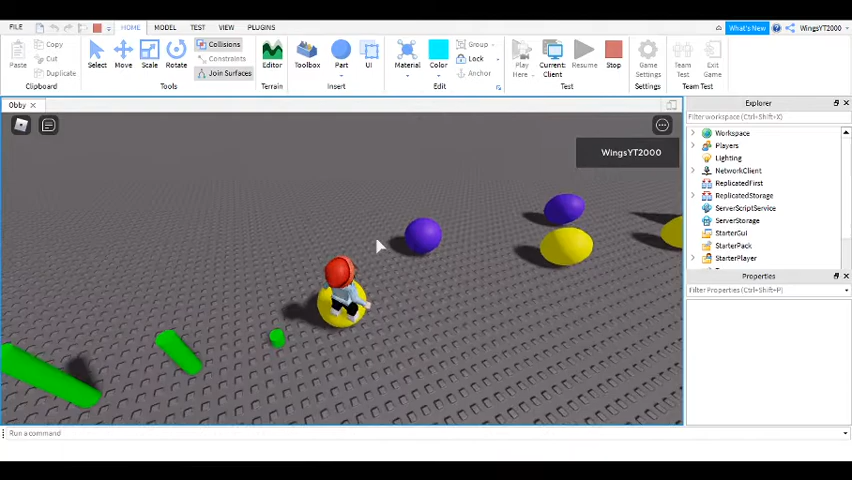 FILE HOME MODEL TEST VIEW PLUGINS What's New WingsYT2000
Paste Copy Cut Duplicate Select Move Scale Rotate Collisions Constraints Join Surfaces Editor Toolbox Part UI Material Color Group Lock Anchor Play Here Current: Client Resume Stop Game Settings Team Test Exit Game
Clipboard Tools Terrain Insert Edit Test Settings Team Test
Obby Explorer
Filter workspace (Ctrl+Shift+X)
WingsYT2000
Workspace
Players
Lighting
NetworkClient
ReplicatedFirst
ReplicatedStorage
ServerScriptService
ServerStorage
StarterGui
StarterPack
StarterPlayer
Properties
Filter Properties (Ctrl+Shift+P)
Run a command